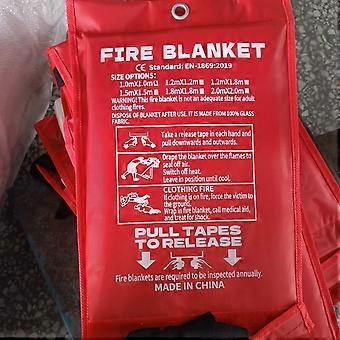 FIRE BLANKET
CE Standard: EN-1869:2019
SIZE OPTIONS:
1.0mX1.0m 1.2mX1.2m 1.2mX1.8m
1.5mX1.5m 1.8mX1.8m 2.0mX2.0m
WARNING! This fire blanket is not an adequate size for adult
clothing fires.
DISPOSE OF BLANKET AFTER USE. IT IS MADE FROM 100% GLASS
FABRIC.
Take a release tape in each hand and
pull downwards and outwards.
Drape the blanket over the flames to
seal off air.
Switch off heat.
Leave in position until cool.
CLOTHING FIRE
If clothing is on fire, force the victim to
the ground.
Wrap in fire blanket, call medical aid,
and treat for shock.
PULL TAPES
TO RELEASE
Fire blankets are required to be inspected annually.
MADE IN CHINA